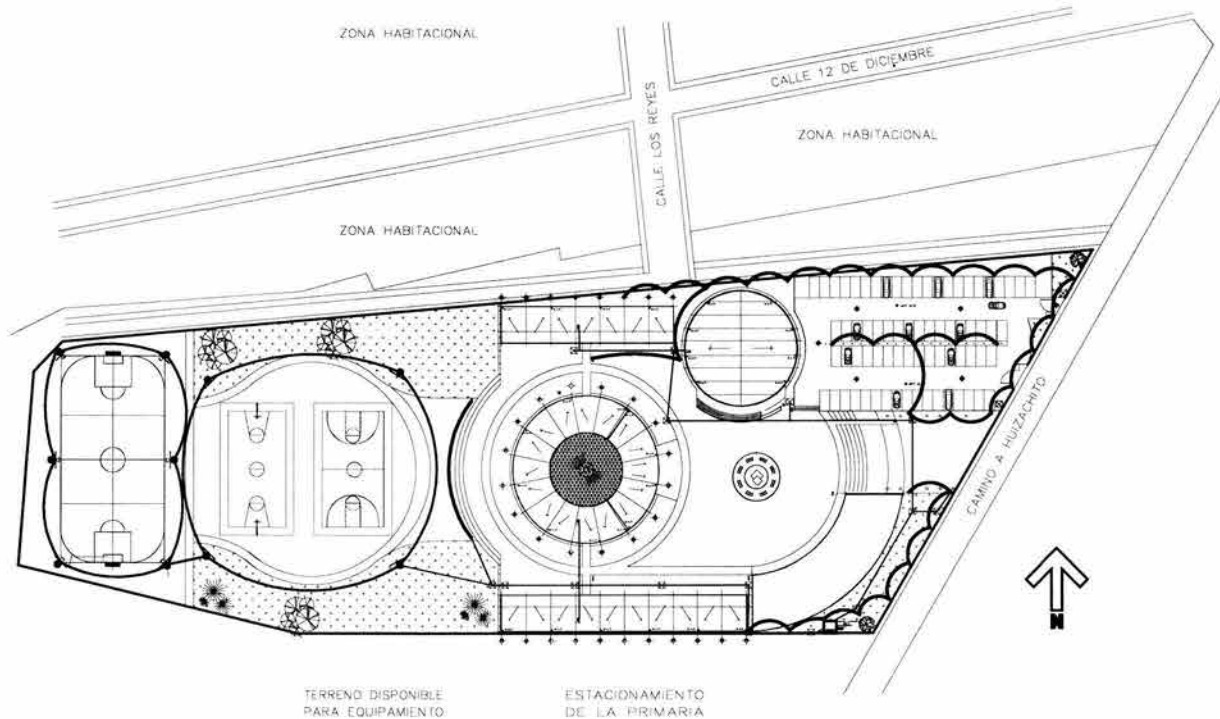 ZONA HABITACIONAL
CALLE 12 DE DICIEMBRE
CALLE LOS REYES
ZONA HABITACIONAL
ZONA HABITACIONAL
CAMINO A HUIZACHITO
N
TERRENO DISPONIBLE
PARA EQUIPAMIENTO
ESTACIONAMIENTO
DE LA PRIMARIA